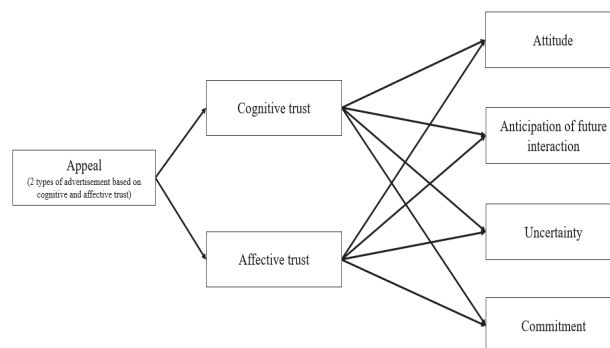 Attitude
Cognitive trust
Anticipation of future
interaction
Appeal
(2 types of advertisement based on
cognitive and affective trust)
Uncertainty
Affective trust
Commitment